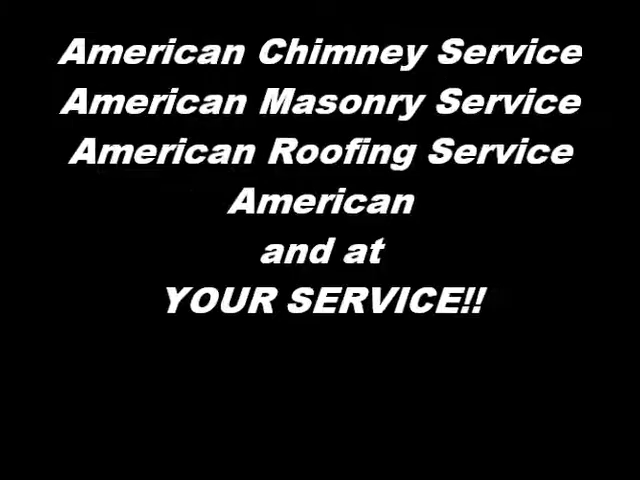 American Chimney Service
American Masonry Service
American Roofing Service
American
and at
YOUR SERVICE!!